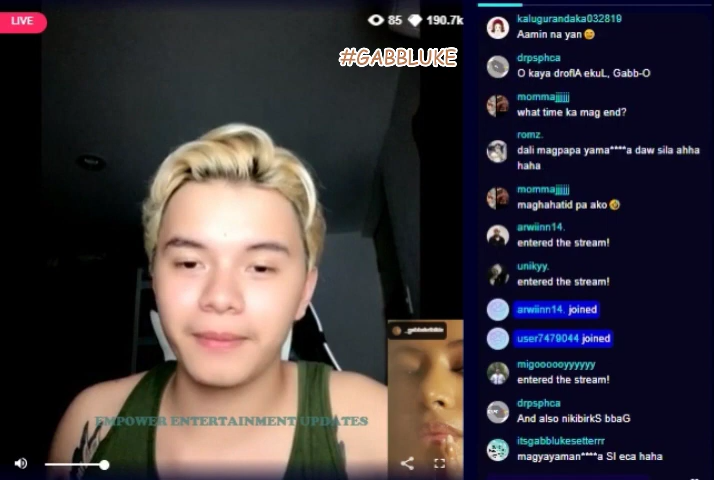 LIVE
85 190.7k
#GABBLUKE
EMPOWER ENTERTAINMENT UPDATES
kalugurandaka032819
Aamin na yan😊
drpsphca
O kaya droflA ekuL, Gabb-O
mommajjjjjj
what time ka mag end?
romz.
dali magpapa yama****a daw sila ahha
haha
mommajjjjjj
maghahatid pa ako🤣
arwiinn14.
entered the stream!
unikyy.
entered the stream!
arwiinn14. joined
user7479044 joined
migoooooyyyyyy
entered the stream!
drpsphca
And also nikibirkS bbaG
itsgabblukesetterrr
magyayaman****a SI eca haha